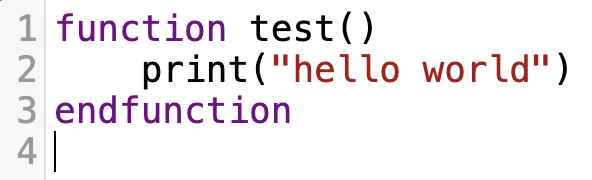 1 function test()
2     print("hello world")
3 endfunction
4